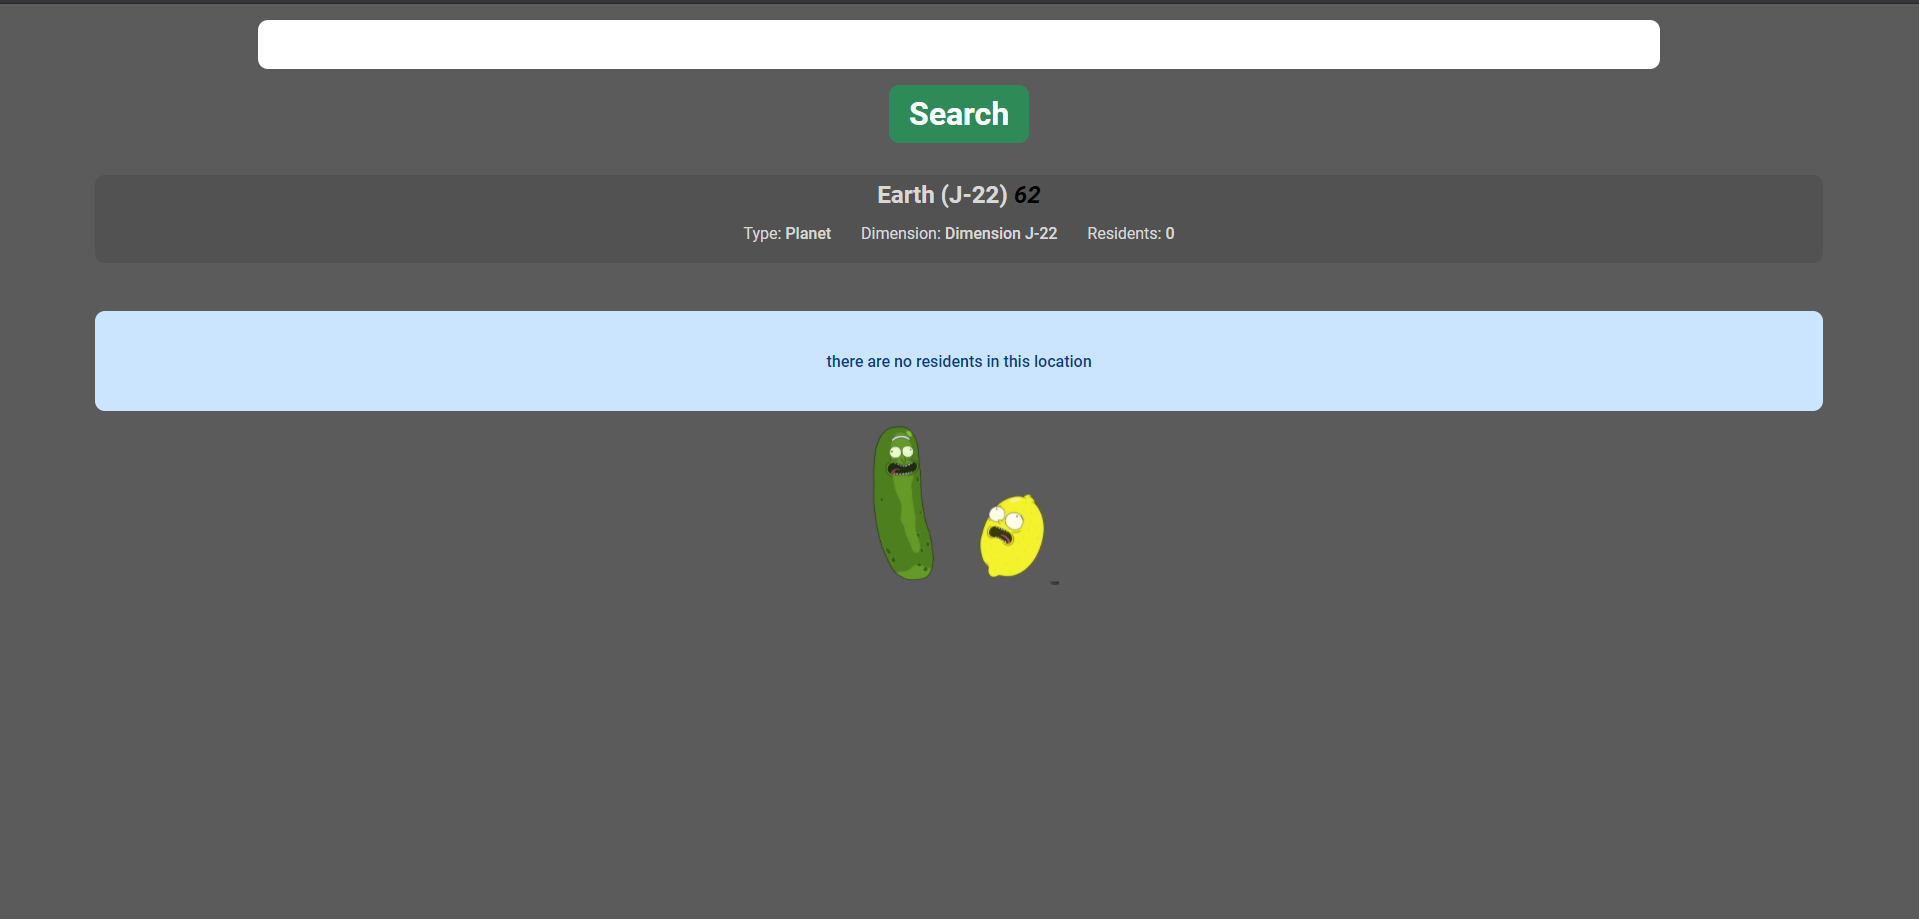 Search
Earth (J-22) 62
Type: Planet Dimension: Dimension J-22 Residents: 0
there are no residents in this location